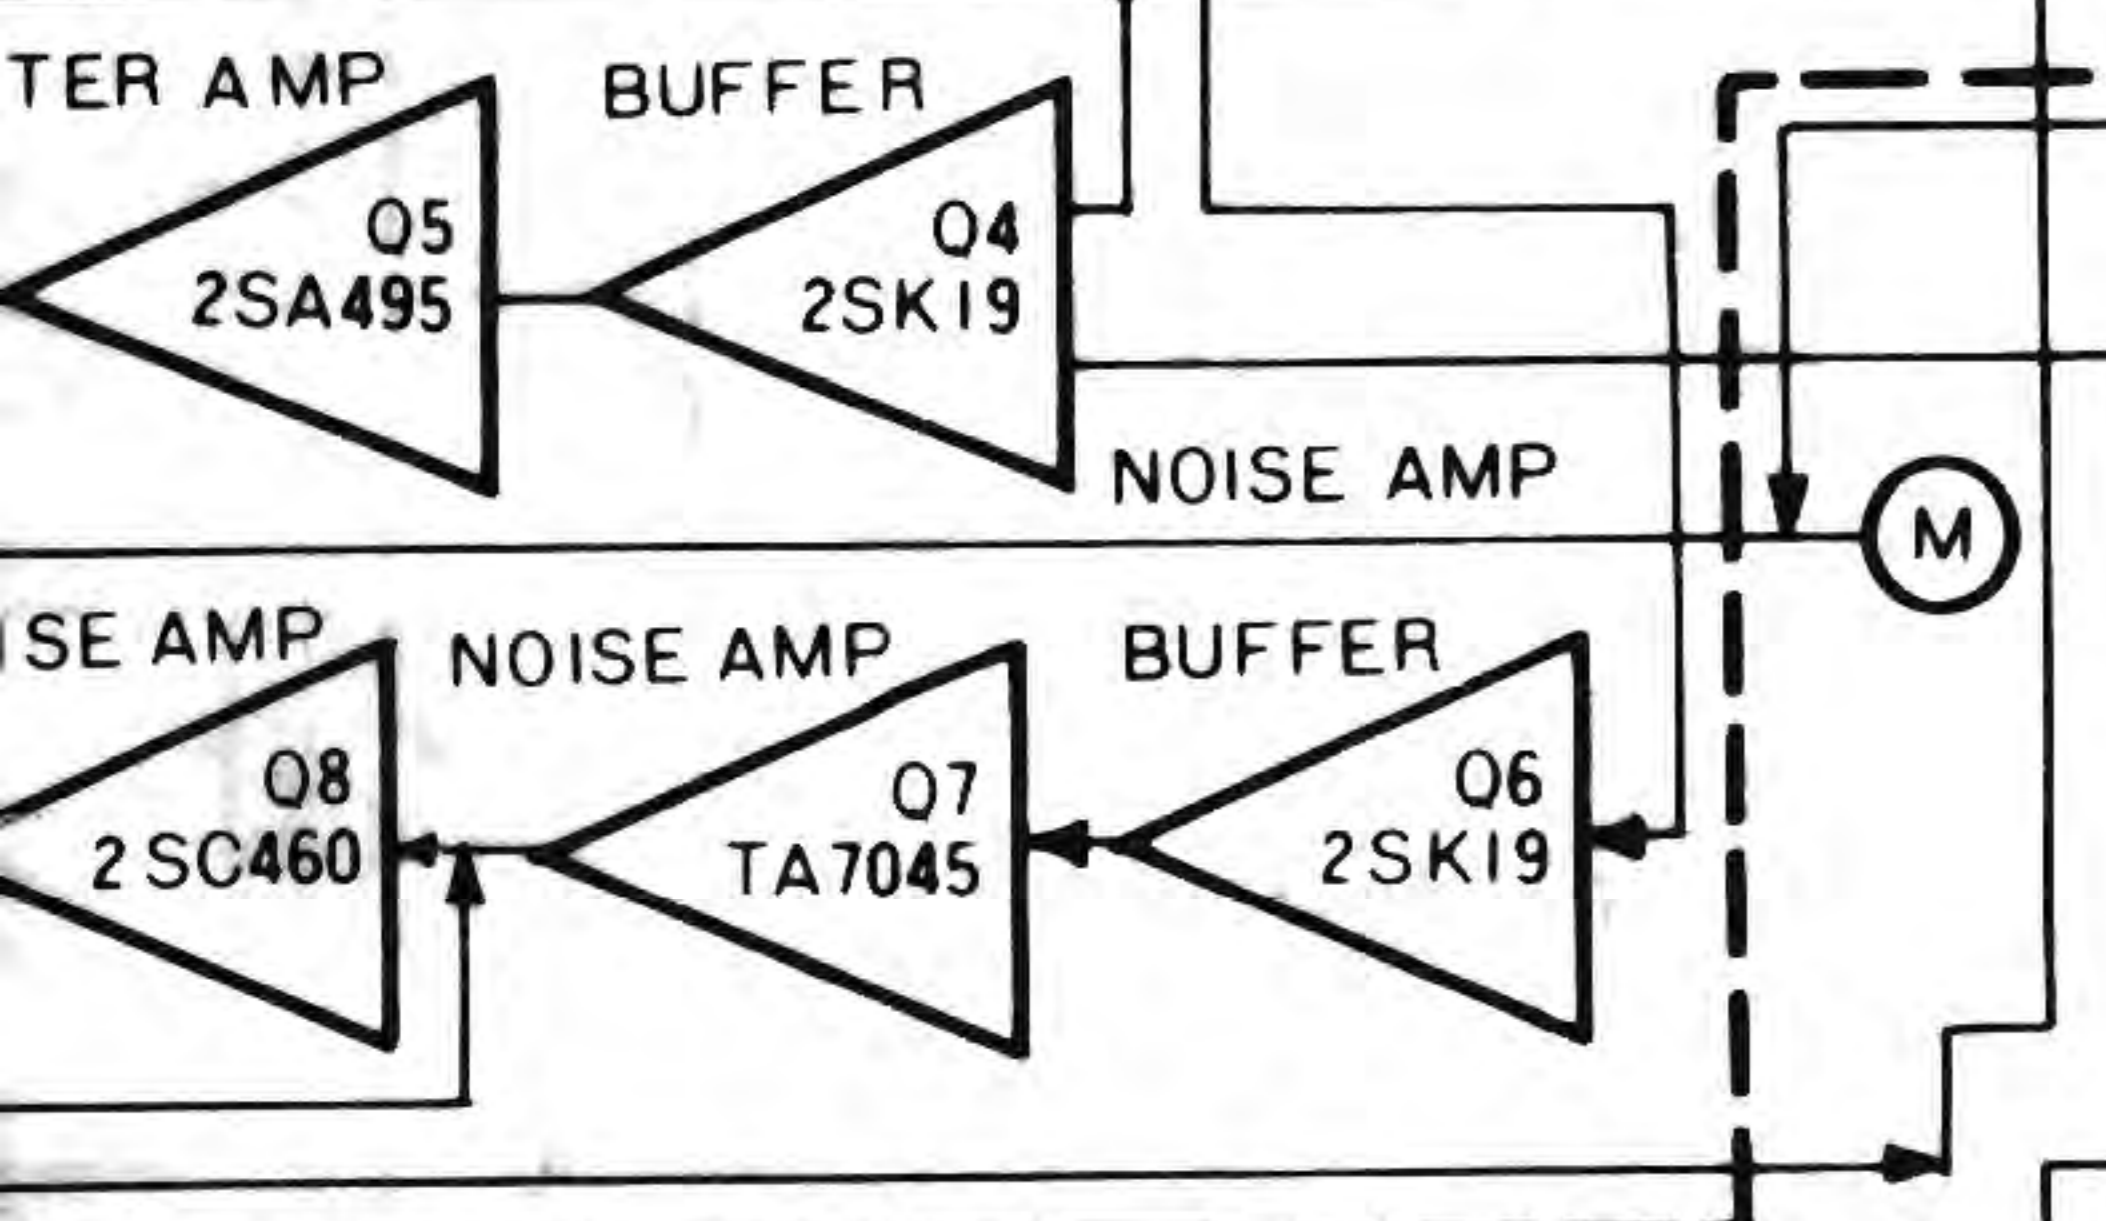 TER AMP
BUFFER
Q5
2SA495
Q4
2SK19
NOISE AMP
M
ISE AMP
NOISE AMP
BUFFER
Q8
2SC460
Q7
TA7045
Q6
2SK19